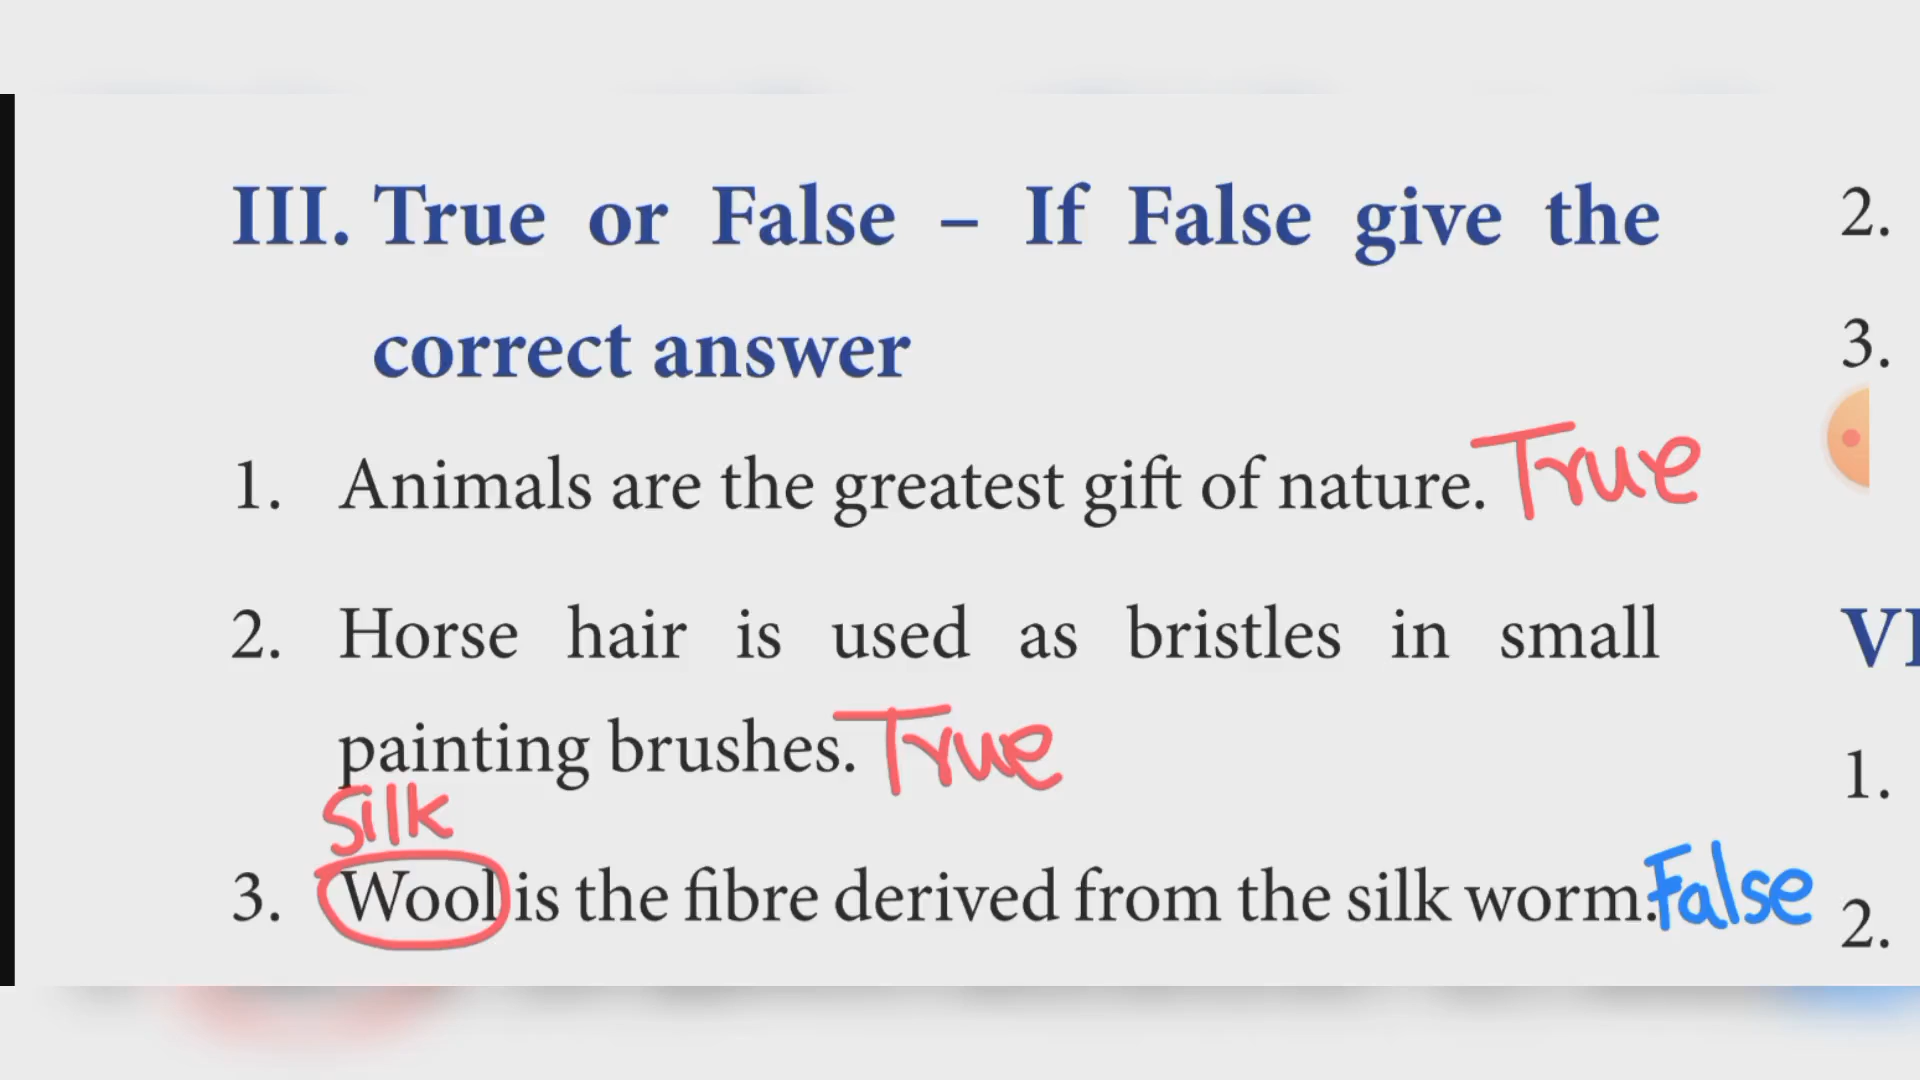 III. True or False – If False give the
correct answer
1. Animals are the greatest gift of nature. True
2. Horse hair is used as bristles in small
painting brushes. True
Silk
3. Wool is the fibre derived from the silk worm. False
2.
3.
VI
1.
2.